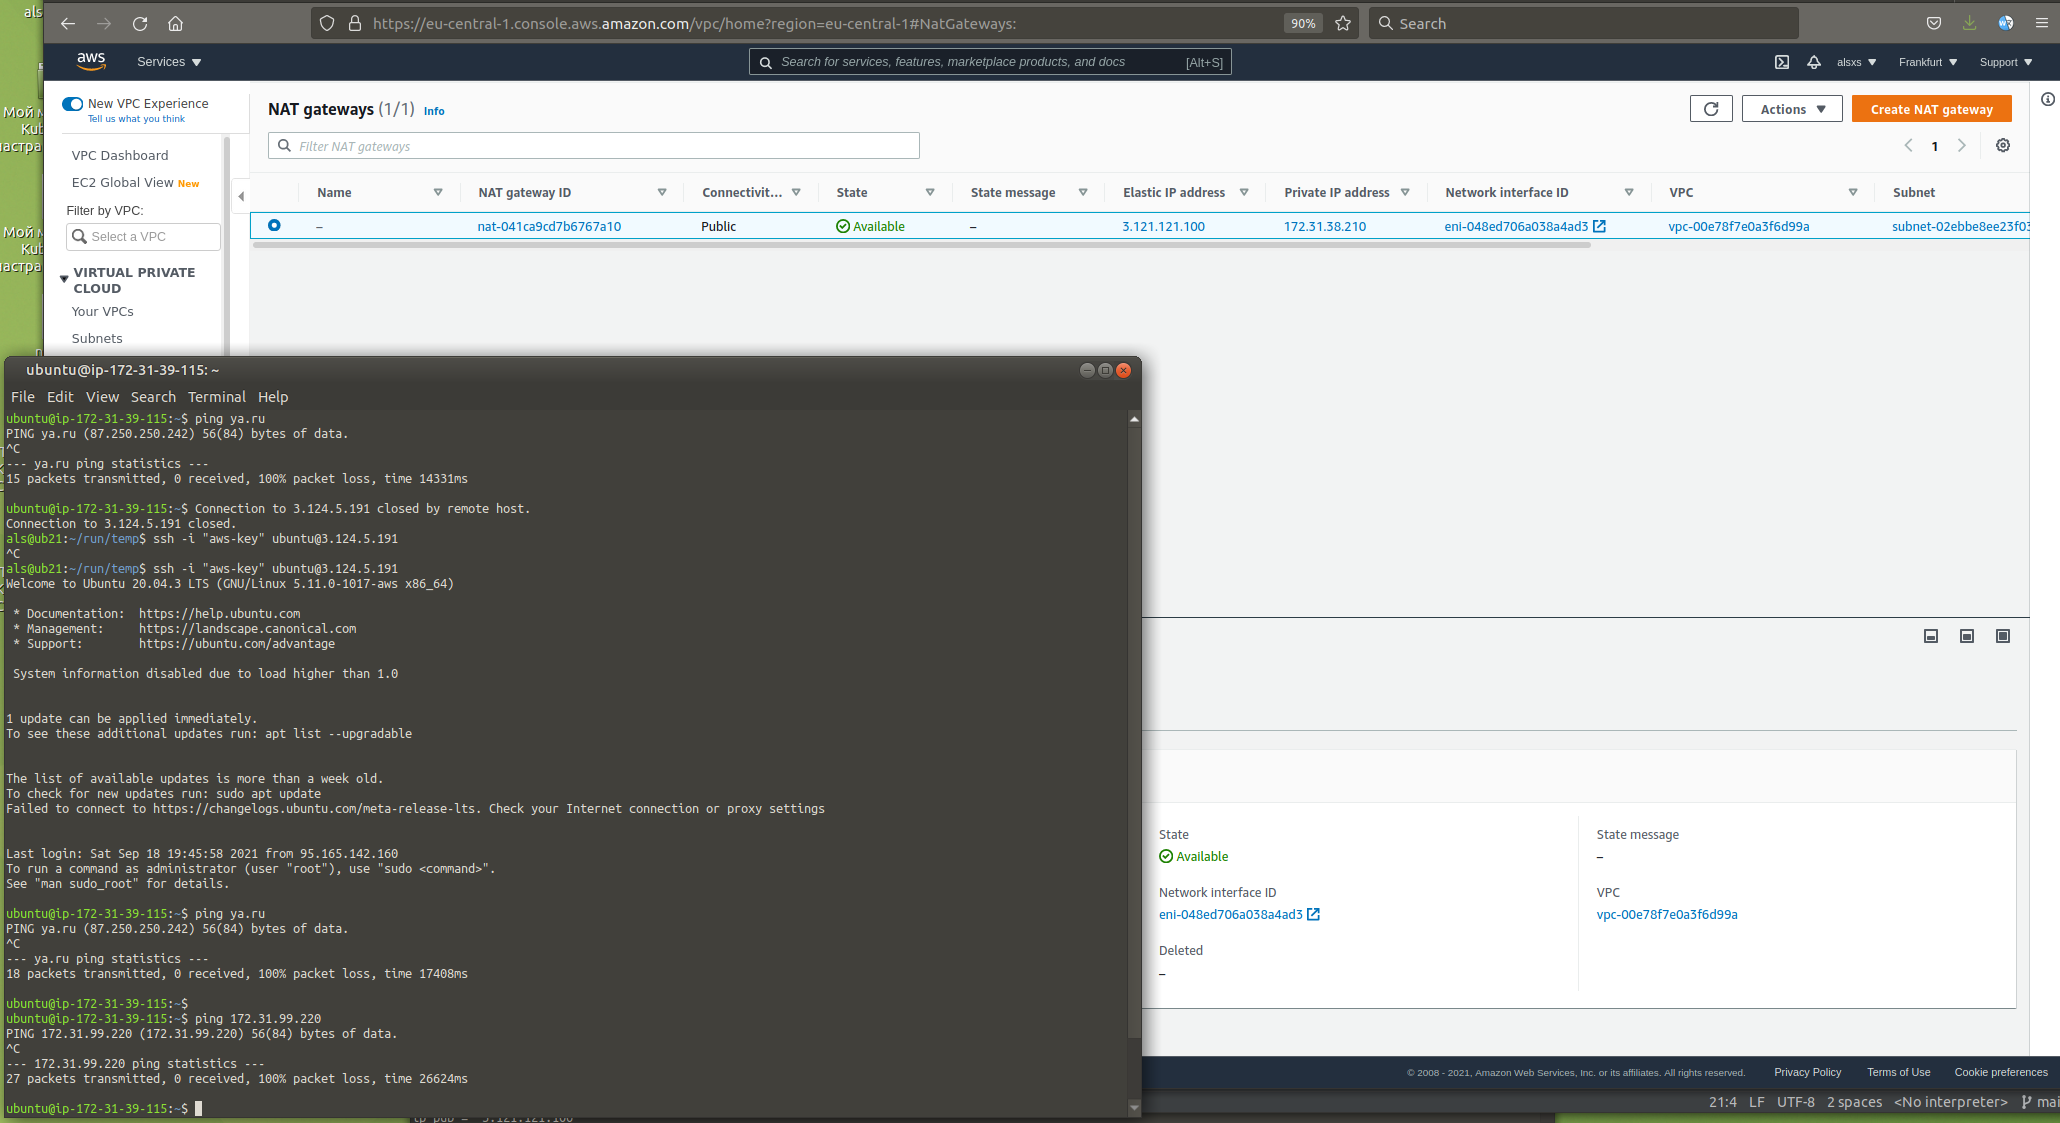 als
https://eu-central-1.console.aws.amazon.com/vpc/home?region=eu-central-1#NatGateways:
90%
Search
aws
Services
Search for services, features, marketplace products, and docs
[Alt+S]
alsxs
Frankfurt
Support
Мой м
Kub
настра
Мой м
Kub
настра
New VPC Experience
Tell us what you think
VPC Dashboard
EC2 Global View New
Filter by VPC:
Select a VPC
VIRTUAL PRIVATE CLOUD
Your VPCs
Subnets
NAT gateways (1/1) Info
Actions
Create NAT gateway
Filter NAT gateways
1
Name
NAT gateway ID
Connectivit...
State
State message
Elastic IP address
Private IP address
Network interface ID
VPC
Subnet
–
nat-041ca9cd7b6767a10
Public
Available
–
3.121.121.100
172.31.38.210
eni-048ed706a038a4ad3
vpc-00e78f7e0a3f6d99a
subnet-02ebbe8ee23f03
ubuntu@ip-172-31-39-115: ~
File Edit View Search Terminal Help
ubuntu@ip-172-31-39-115:~$ ping ya.ru
PING ya.ru (87.250.250.242) 56(84) bytes of data.
^C
--- ya.ru ping statistics ---
15 packets transmitted, 0 received, 100% packet loss, time 14331ms
ubuntu@ip-172-31-39-115:~$ Connection to 3.124.5.191 closed by remote host.
Connection to 3.124.5.191 closed.
als@ub21:~/run/temp$ ssh -i "aws-key" ubuntu@3.124.5.191
^C
als@ub21:~/run/temp$ ssh -i "aws-key" ubuntu@3.124.5.191
Welcome to Ubuntu 20.04.3 LTS (GNU/Linux 5.11.0-1017-aws x86_64)
* Documentation: https://help.ubuntu.com
* Management: https://landscape.canonical.com
* Support: https://ubuntu.com/advantage
System information disabled due to load higher than 1.0
1 update can be applied immediately.
To see these additional updates run: apt list --upgradable
The list of available updates is more than a week old.
To check for new updates run: sudo apt update
Failed to connect to https://changelogs.ubuntu.com/meta-release-lts. Check your Internet connection or proxy settings
Last login: Sat Sep 18 19:45:58 2021 from 95.165.142.160
To run a command as administrator (user "root"), use "sudo <command>".
See "man sudo_root" for details.
ubuntu@ip-172-31-39-115:~$ ping ya.ru
PING ya.ru (87.250.250.242) 56(84) bytes of data.
^C
--- ya.ru ping statistics ---
18 packets transmitted, 0 received, 100% packet loss, time 17408ms
ubuntu@ip-172-31-39-115:~$
ubuntu@ip-172-31-39-115:~$ ping 172.31.99.220
PING 172.31.99.220 (172.31.99.220) 56(84) bytes of data.
^C
--- 172.31.99.220 ping statistics ---
27 packets transmitted, 0 received, 100% packet loss, time 26624ms
ubuntu@ip-172-31-39-115:~$
State
Available
State message
–
Network interface ID
eni-048ed706a038a4ad3
VPC
vpc-00e78f7e0a3f6d99a
Deleted
–
© 2008 - 2021, Amazon Web Services, Inc. or its affiliates. All rights reserved.
Privacy Policy
Terms of Use
Cookie preferences
21:4 LF UTF-8 2 spaces <No interpreter> mai